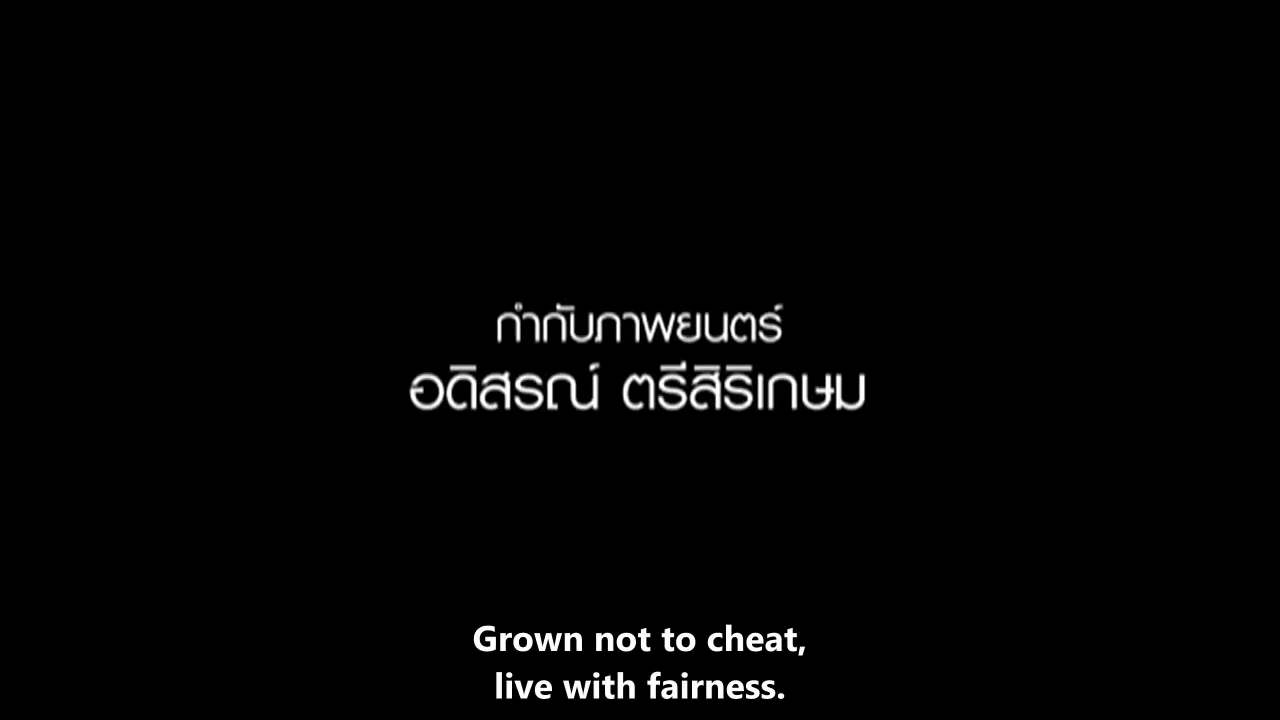 กำกับภาพยนตร์
อดิสรณ์ ตรีสิริเกษม
Grown not to cheat,
live with fairness.